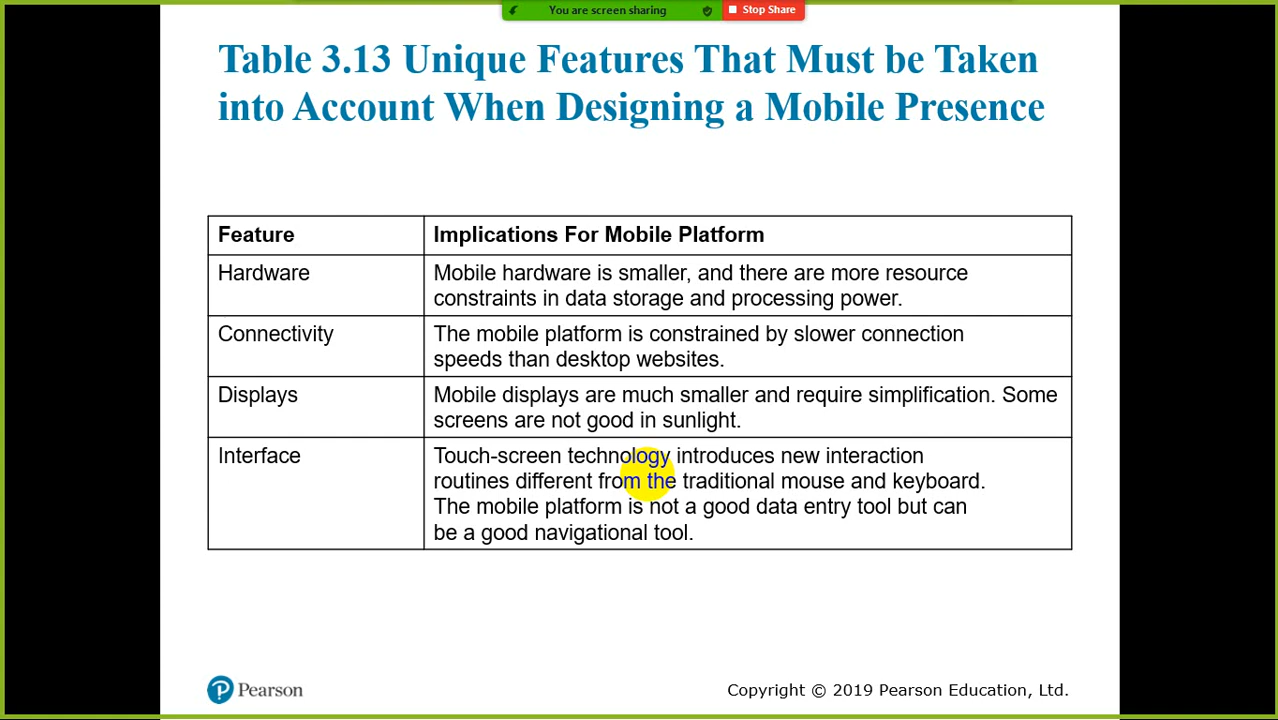 You are screen sharing
Stop Share
Table 3.13 Unique Features That Must be Taken
into Account When Designing a Mobile Presence
Feature
Implications For Mobile Platform
Hardware
Mobile hardware is smaller, and there are more resource
constraints in data storage and processing power.
Connectivity
The mobile platform is constrained by slower connection
speeds than desktop websites.
Displays
Mobile displays are much smaller and require simplification. Some
screens are not good in sunlight.
Interface
Touch-screen technology introduces new interaction
routines different from the traditional mouse and keyboard.
The mobile platform is not a good data entry tool but can
be a good navigational tool.
P Pearson
Copyright © 2019 Pearson Education, Ltd.